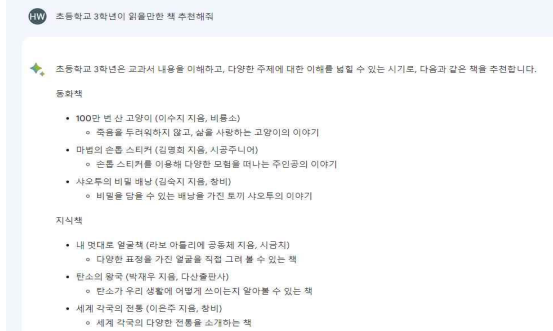 HW 초등학교 3학년이 읽을만한 책 추천해줘
초등학교 3학년은 교과서 내용을 이해하고, 다양한 주제에 대한 이해를 넓힐 수 있는 시기로, 다음과 같은 책을 추천합니다.
동화책
100만 번 산 고양이 (이수지 지음, 비룡소)
죽음을 두려워하지 않고, 삶을 사랑하는 고양이의 이야기
마법의 손톱 스티커 (김명희 지음, 시공주니어)
손톱 스티커를 이용해 다양한 모험을 떠나는 주인공의 이야기
샤오투의 비밀 배낭 (김숙지 지음, 창비)
비밀을 담을 수 있는 배낭을 가진 토끼 샤오투의 이야기
지식책
내 멋대로 얼굴책 (라보 아틀리에 공동체 지음, 시금치)
다양한 표정을 가진 얼굴을 직접 그려 볼 수 있는 책
탄소의 왕국 (박재우 지음, 다산출판사)
탄소가 우리 생활에 어떻게 쓰이는지 알아볼 수 있는 책
세계 각국의 전통 (이은주 지음, 창비)
세계 각국의 다양한 전통을 소개하는 책